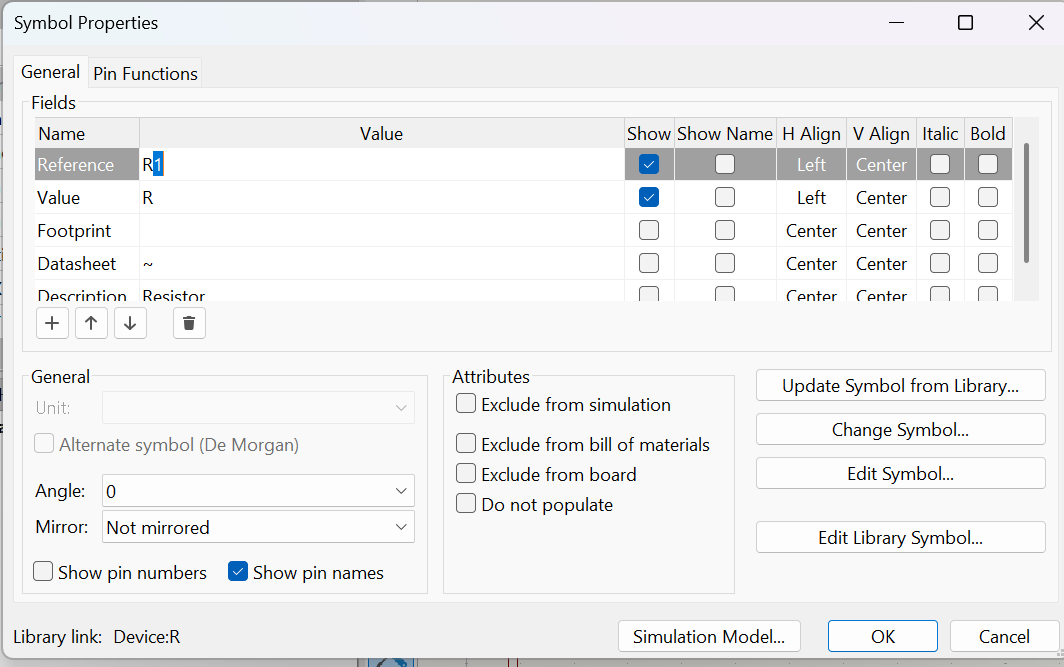 Symbol Properties
General Pin Functions
Fields
Name Value Show Show Name H Align V Align Italic Bold
Reference R1 Left Center
Value R Left Center
Footprint Center Center
Datasheet ~ Center Center
Description Resistor Center Center
General
Unit:
Alternate symbol (De Morgan)
Angle: 0
Mirror: Not mirrored
Show pin numbers Show pin names
Attributes
Exclude from simulation
Exclude from bill of materials
Exclude from board
Do not populate
Update Symbol from Library...
Change Symbol...
Edit Symbol...
Edit Library Symbol...
Library link: Device:R
Simulation Model... OK Cancel